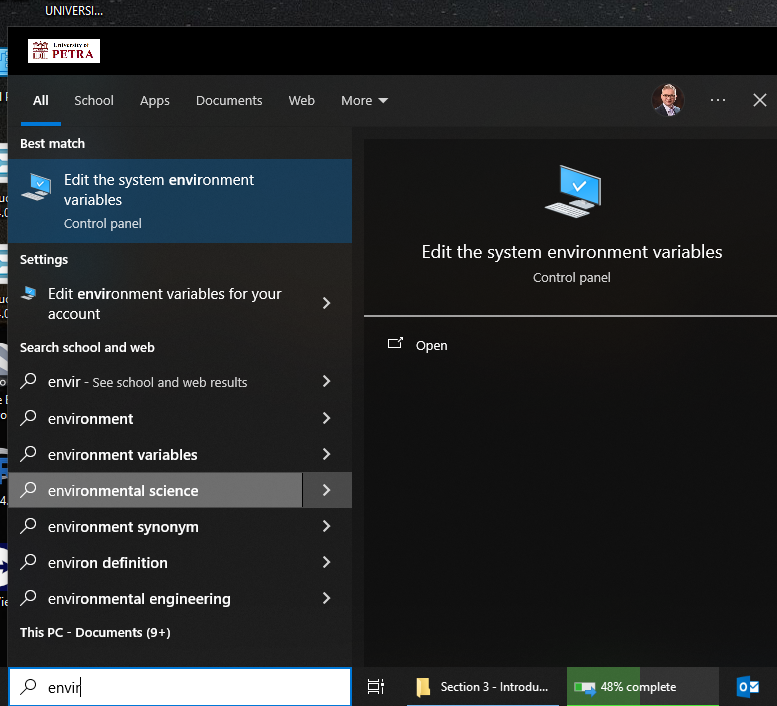 UNIVERSI...
University of
PETRA
All School Apps Documents Web More
Best match
Edit the system environment
variables
Control panel
Settings
Edit environment variables for your
account
Search school and web
envir - See school and web results
environment
environment variables
environmental science
environment synonym
environ definition
environmental engineering
This PC - Documents (9+)
envir
Edit the system environment variables
Control panel
Open
Section 3 - Introdu...
48% complete